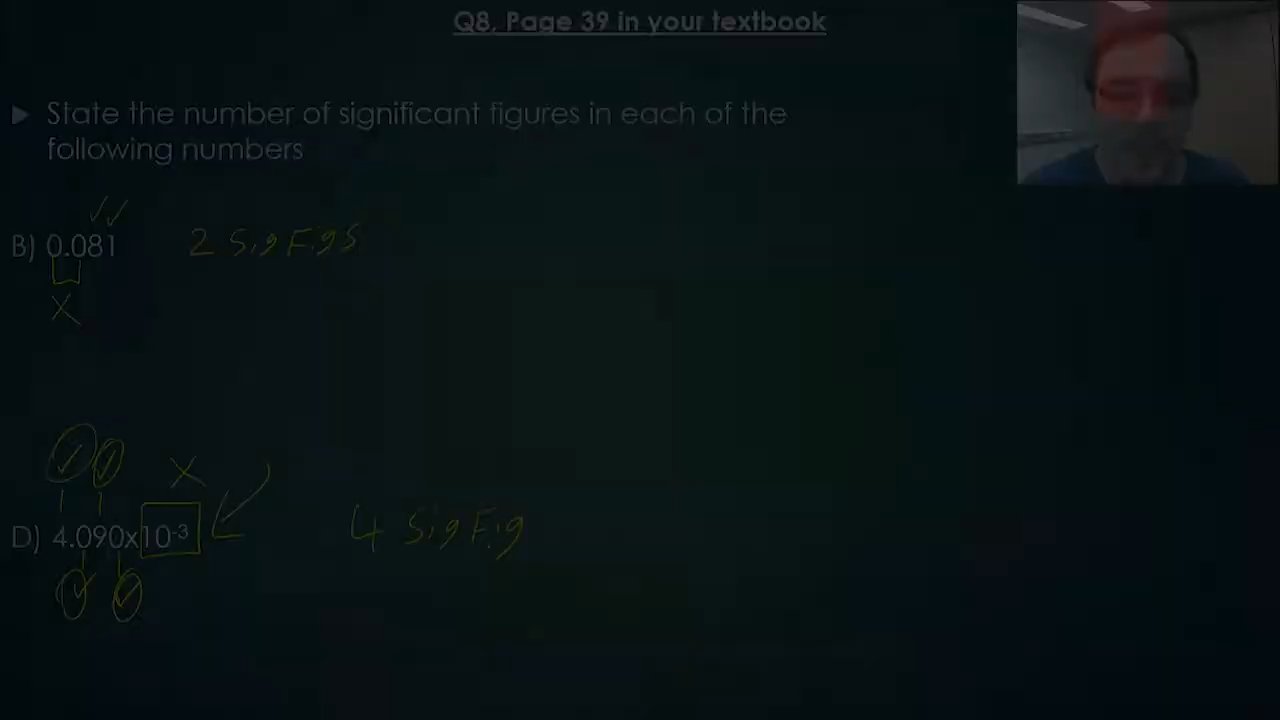 Q8, Page 39 in your textbook
State the number of significant figures in each of the
following numbers
B) 0.081 2 Sig Figs
X
X
D) 4.090x10⁻³ 4 Sig Fig